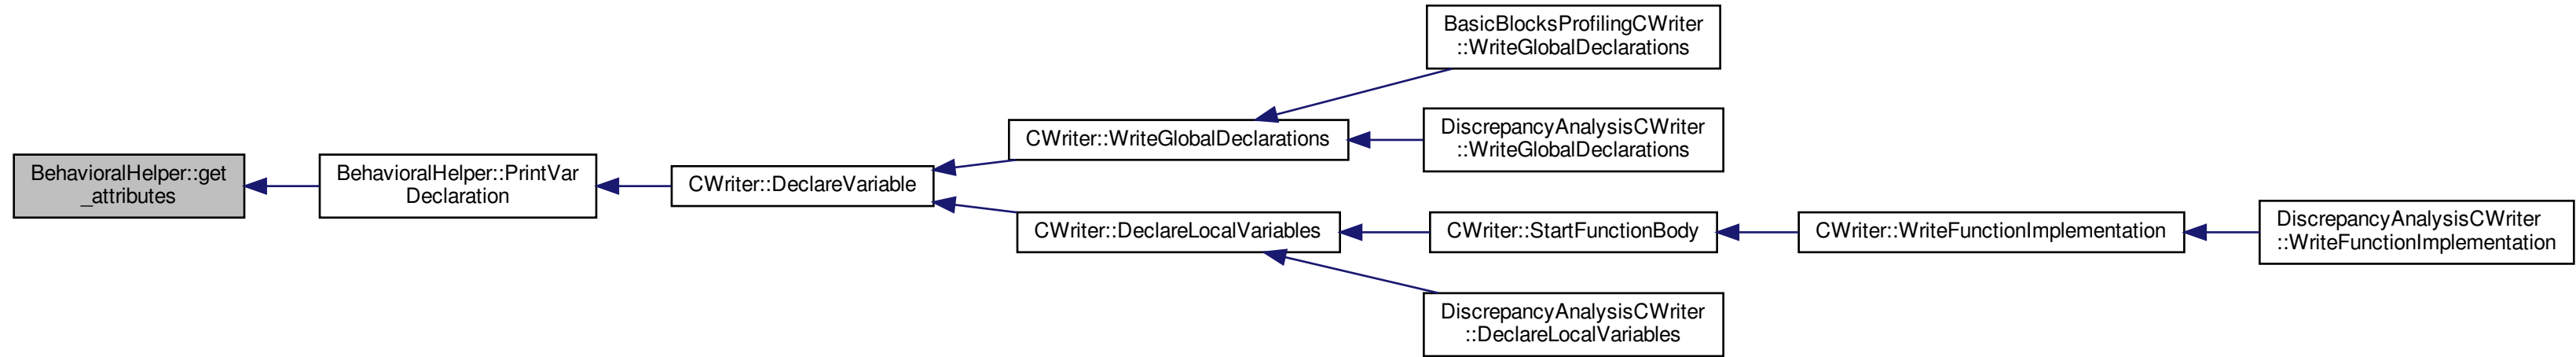 BehavioralHelper::get
_attributes
BehavioralHelper::PrintVar
Declaration
CWriter::DeclareVariable
CWriter::WriteGlobalDeclarations
BasicBlocksProfilingCWriter
::WriteGlobalDeclarations
DiscrepancyAnalysisCWriter
::WriteGlobalDeclarations
CWriter::DeclareLocalVariables
CWriter::StartFunctionBody
CWriter::WriteFunctionImplementation
DiscrepancyAnalysisCWriter
::WriteFunctionImplementation
DiscrepancyAnalysisCWriter
::DeclareLocalVariables